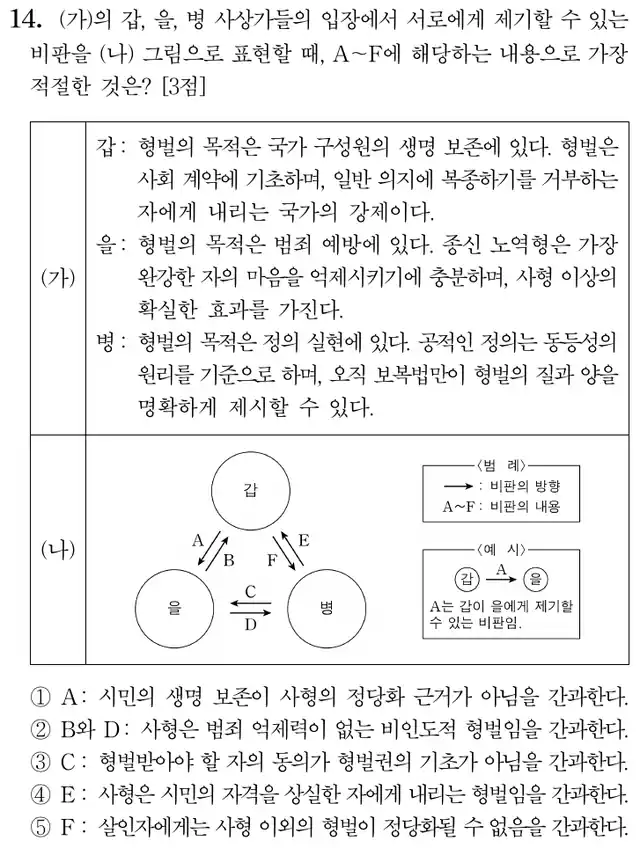 14. (가)의 갑, 을, 병 사상가들의 입장에서 서로에게 제기할 수 있는
비판을 (나) 그림으로 표현할 때, A~F에 해당하는 내용으로 가장
적절한 것은? [3점]
(가)
갑: 형벌의 목적은 국가 구성원의 생명 보존에 있다. 형벌은
사회 계약에 기초하며, 일반 의지에 복종하기를 거부하는
자에게 내리는 국가의 강제이다.
을: 형벌의 목적은 범죄 예방에 있다. 종신 노역형은 가장
완강한 자의 마음을 억제시키기에 충분하며, 사형 이상의
확실한 효과를 가진다.
병: 형벌의 목적은 정의 실현에 있다. 공적인 정의는 동등성의
원리를 기준으로 하며, 오직 보복법만이 형벌의 질과 양을
명확하게 제시할 수 있다.
(나)
갑
A
B
F
E
을
C
D
병
<범 례>
→ : 비판의 방향
A~F : 비판의 내용
<예 시>
갑 A 을
A는 갑이 을에게 제기할
수 있는 비판임.
① A: 시민의 생명 보존이 사형의 정당화 근거가 아님을 간과한다.
② B와 D: 사형은 범죄 억제력이 없는 비인도적 형벌임을 간과한다.
③ C: 형벌받아야 할 자의 동의가 형벌권의 기초가 아님을 간과한다.
④ E: 사형은 시민의 자격을 상실한 자에게 내리는 형벌임을 간과한다.
⑤ F: 살인자에게는 사형 이외의 형벌이 정당화될 수 없음을 간과한다.